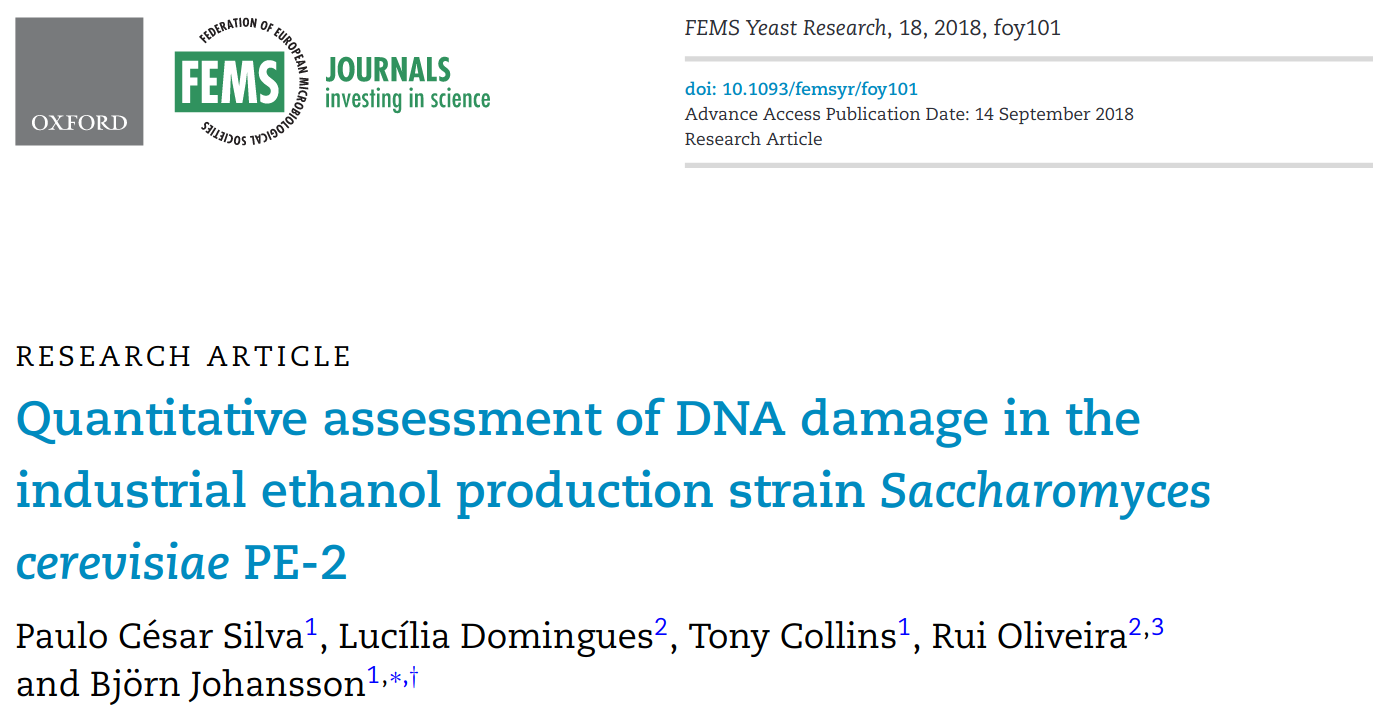 OXFORD
FEDERATION OF EUROPEAN MICROBIOLOGICAL SOCIETIES
FEMS
JOURNALS
investing in science
FEMS Yeast Research, 18, 2018, foy101
doi: 10.1093/femsyr/foy101
Advance Access Publication Date: 14 September 2018
Research Article
RESEARCH ARTICLE
Quantitative assessment of DNA damage in the
industrial ethanol production strain Saccharomyces
cerevisiae PE-2
Paulo César Silva1, Lucília Domingues2, Tony Collins1, Rui Oliveira2,3
and Björn Johansson1,*,†